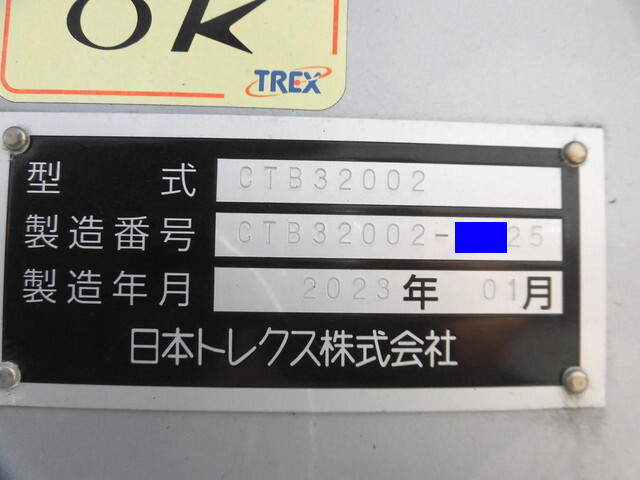 OK
TREX
型式 CTB32002
製造番号 CTB32002-25
製造年月 2023年 01月
日本トレクス株式会社